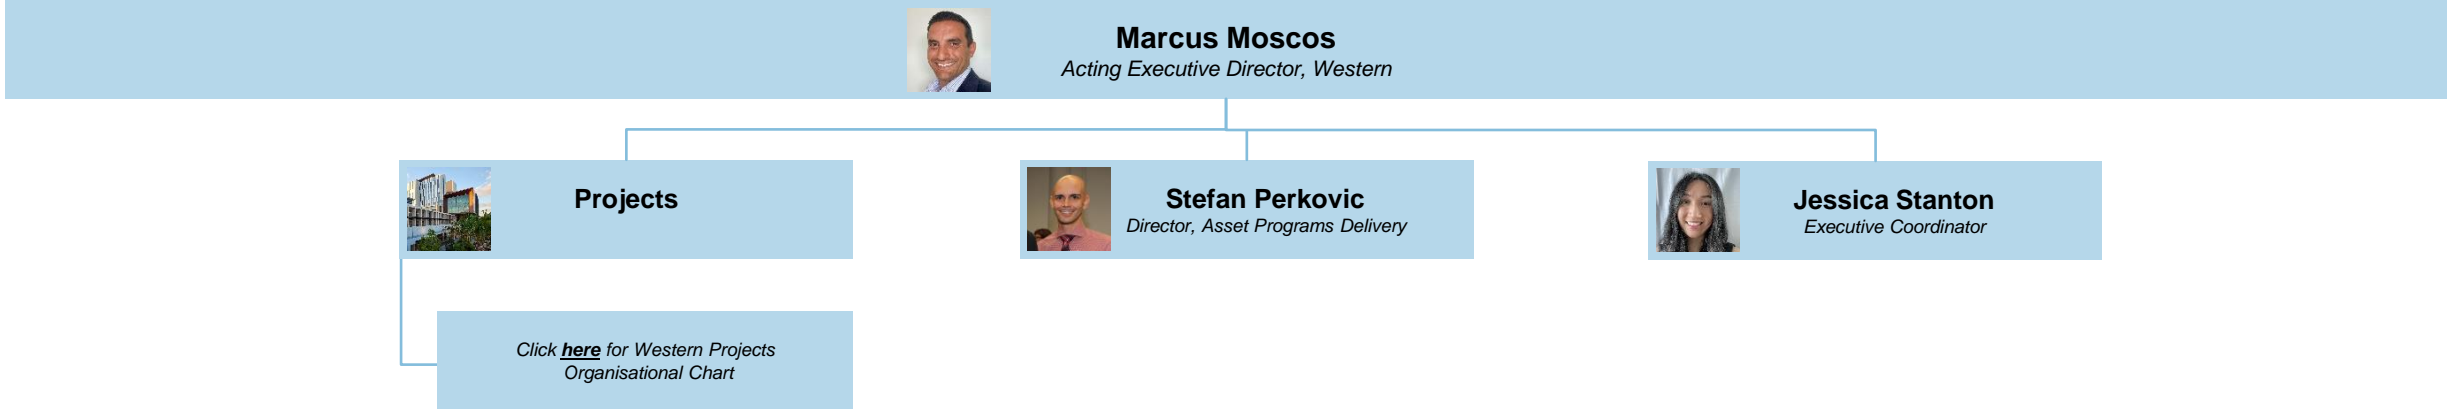 Marcus Moscos
Acting Executive Director, Western
Projects
Stefan Perkovic
Director, Asset Programs Delivery
Jessica Stanton
Executive Coordinator
Click here for Western Projects
Organisational Chart